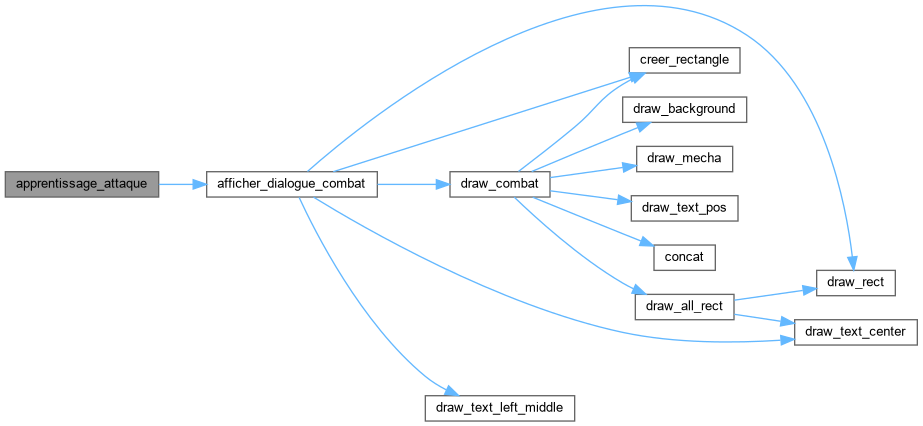 creer_rectangle
draw_background
draw_mecha
apprentissage_attaque
afficher_dialogue_combat
draw_combat
draw_text_pos
concat
draw_rect
draw_all_rect
draw_text_center
draw_text_left_middle